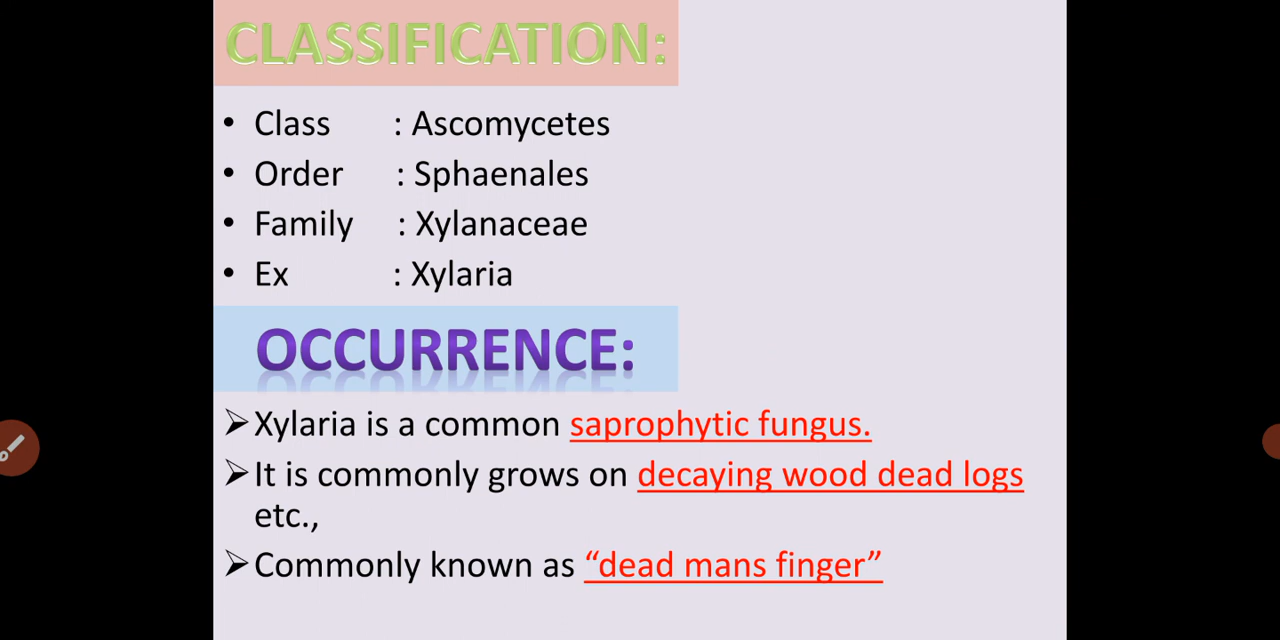 CLASSIFICATION:
• Class : Ascomycetes
• Order : Sphaenales
• Family : Xylanaceae
• Ex : Xylaria
OCCURRENCE:
➢Xylaria is a common saprophytic fungus.
➢It is commonly grows on decaying wood dead logs
etc.,
➢Commonly known as “dead mans finger”